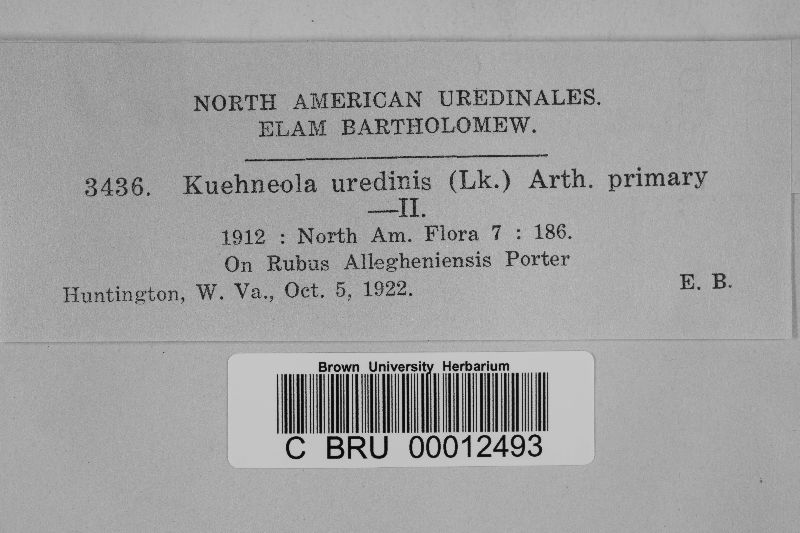 NORTH AMERICAN UREDINALES.
ELAM BARTHOLOMEW.
3436. Kuehneola uredinis (Lk.) Arth. primary
—II.
1912 : North Am. Flora 7 : 186.
On Rubus Allegheniensis Porter
Huntington, W. Va., Oct. 5, 1922. E. B.
Brown University Herbarium
C BRU 00012493